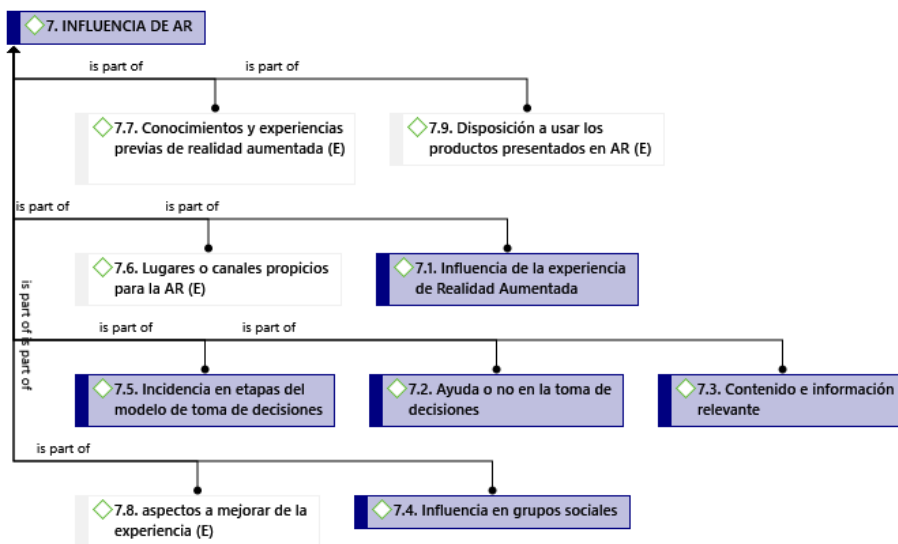 7. INFLUENCIA DE AR
is part of
is part of
7.7. Conocimientos y experiencias
previas de realidad aumentada (E)
7.9. Disposición a usar los
productos presentados en AR (E)
is part of
is part of
7.6. Lugares o canales propicios
para la AR (E)
7.1. Influencia de la experiencia
de Realidad Aumentada
is part of
is part of
is part of
is part of
7.5. Incidencia en etapas del
modelo de toma de decisiones
7.2. Ayuda o no en la toma de
decisiones
7.3. Contenido e información
relevante
is part of
7.8. aspectos a mejorar de la
experiencia (E)
7.4. Influencia en grupos sociales